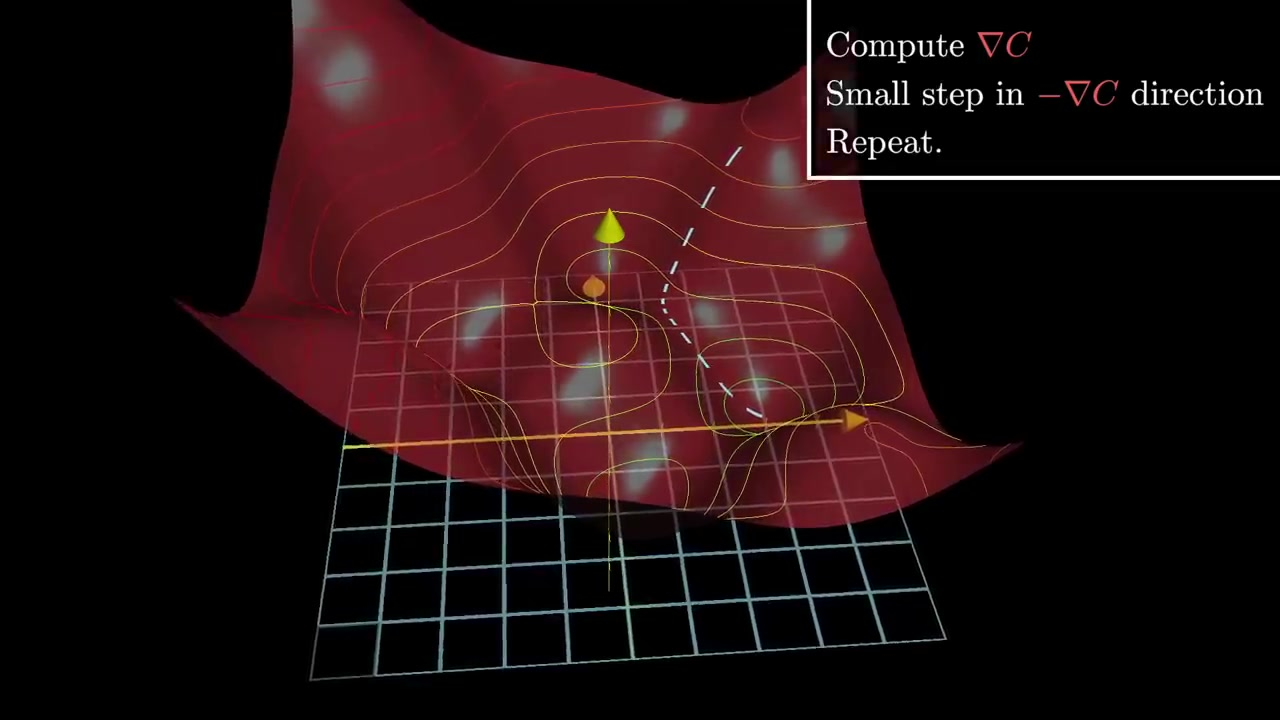 Compute ∇C
Small step in −∇C direction
Repeat.